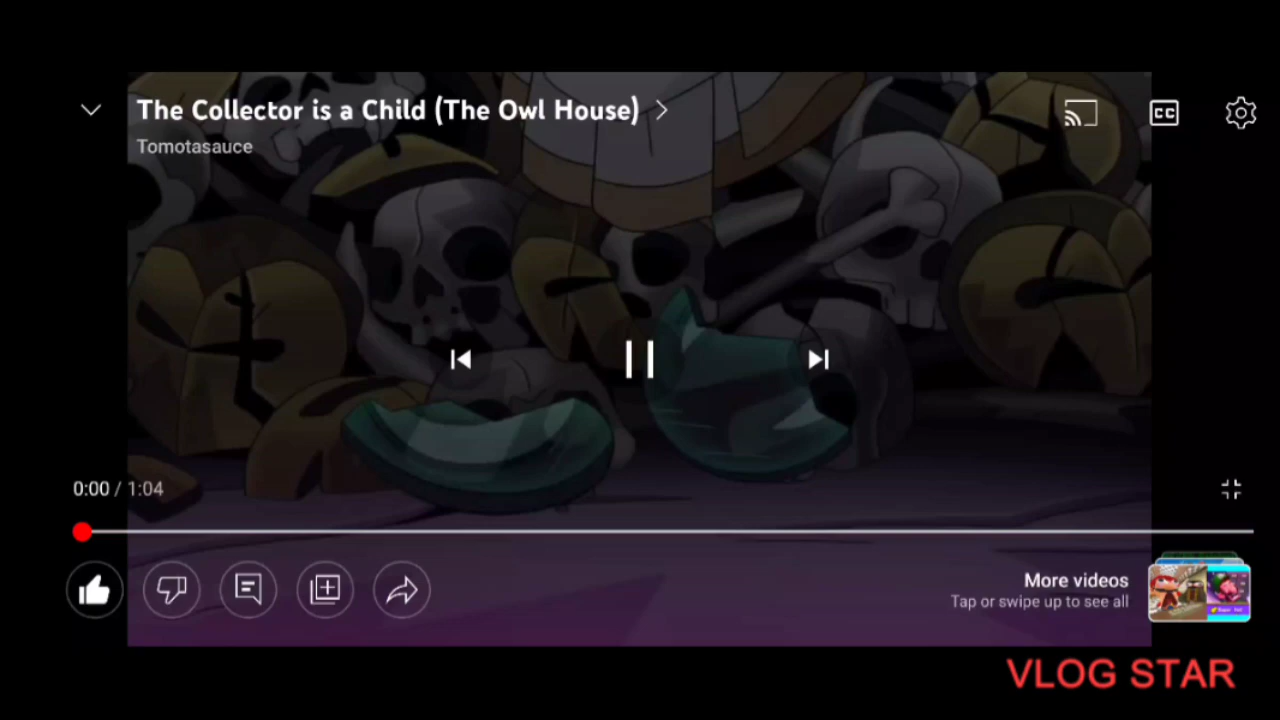 The Collector is a Child (The Owl House)
Tomotasauce
CC
0:00 / 1:04
More videos
Tap or swipe up to see all
VLOG STAR